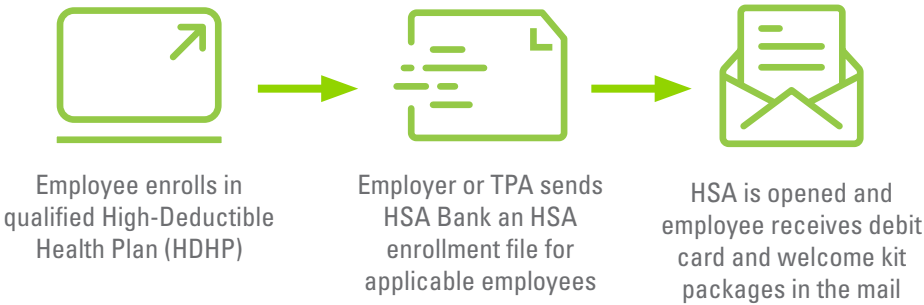 Employee enrolls in
qualified High-Deductible
Health Plan (HDHP)
Employer or TPA sends
HSA Bank an HSA
enrollment file for
applicable employees
HSA is opened and
employee receives debit
card and welcome kit
packages in the mail